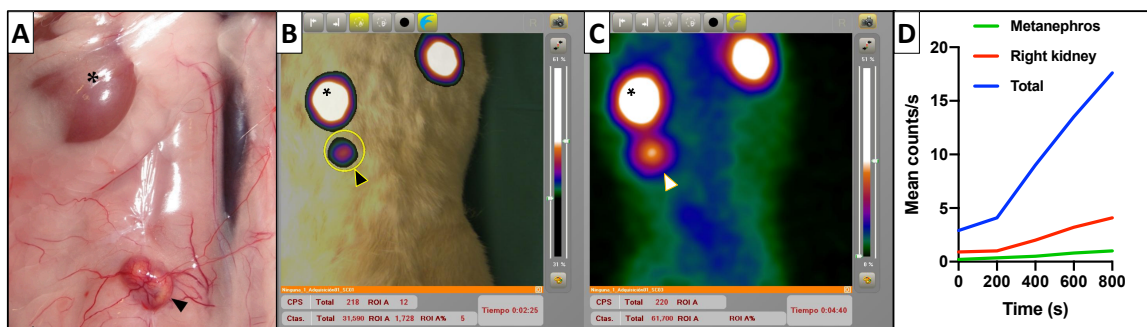 A
*
B
61 %
*
31 %
Ninguna_1_Adquisición01_SCE01
CPS Total 218 ROI A 12
Ctas. Total 31,590 ROI A 1,728 ROI A% 5
Tiempo 0:02:25
C
51 %
*
0 %
CPS Total 220 ROI A
Ctas. Total 61,700 ROI A ROI A%
Tiempo 0:04:40
D
Metanephros
Right kidney
Total
Mean counts/s
20
15
10
5
0
0 200 400 600 800
Time (s)